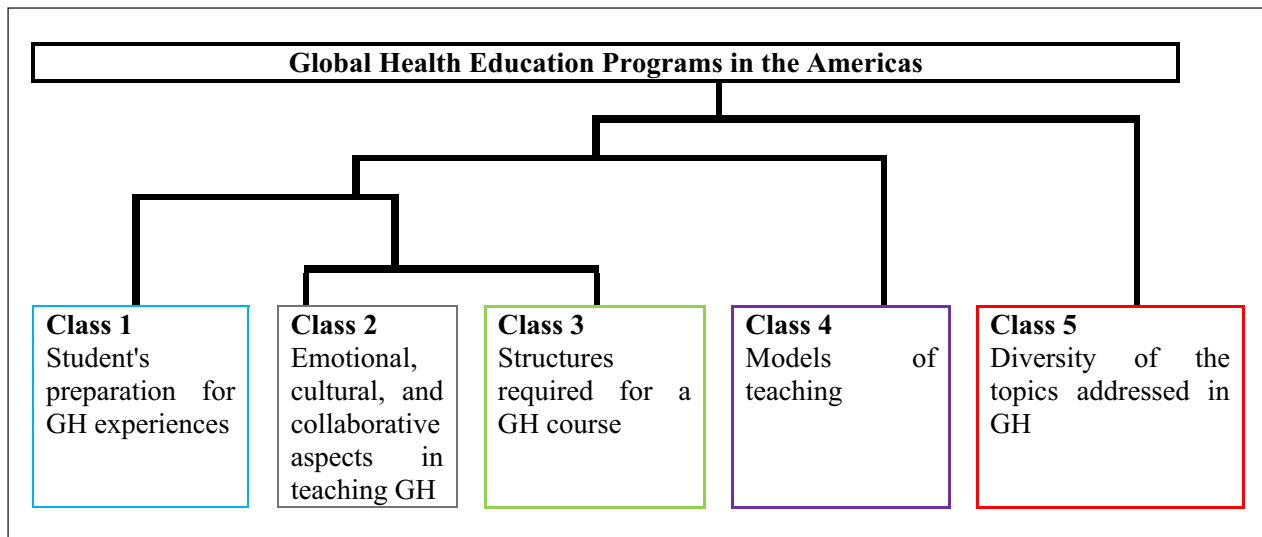 Global Health Education Programs in the Americas
Class 1
Student's
preparation for
GH experiences
Class 2
Emotional,
cultural, and
collaborative
aspects in
teaching GH
Class 3
Structures
required for a
GH course
Class 4
Models of
teaching
Class 5
Diversity of the
topics addressed in
GH